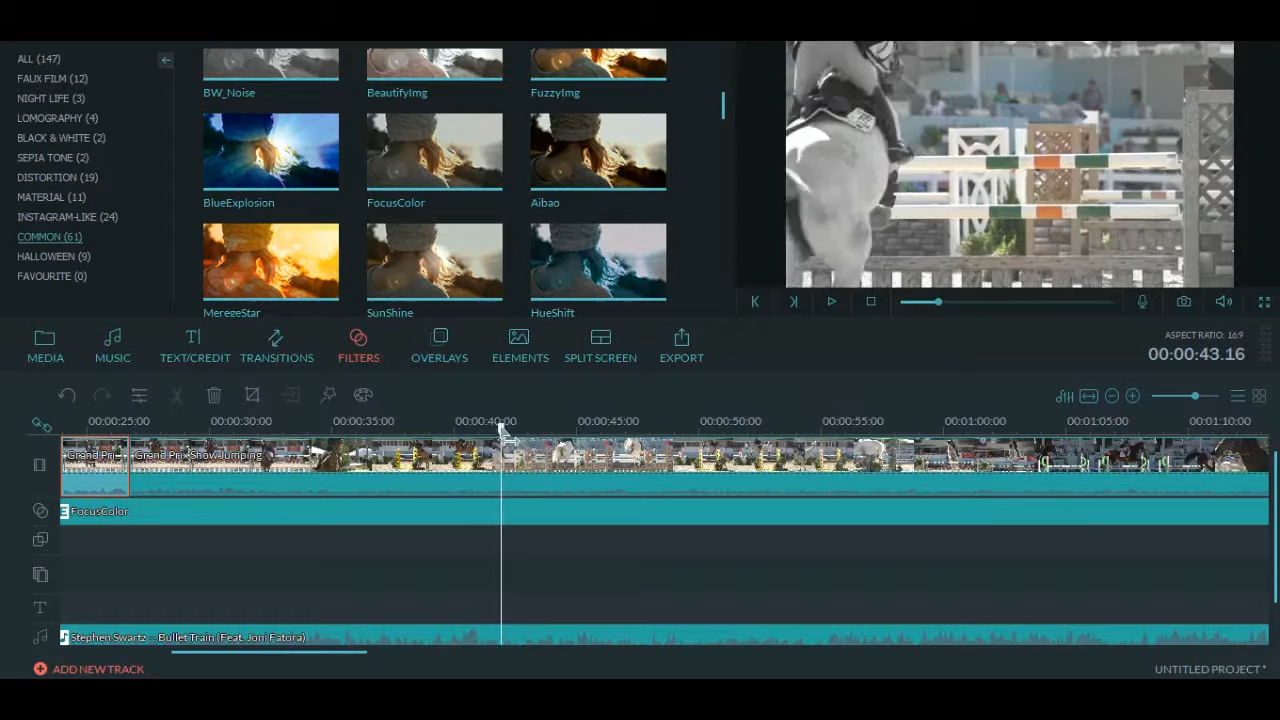 ALL (147)
FAUX FILM (12)
NIGHT LIFE (3)
LOMOGRAPHY (4)
BLACK & WHITE (2)
SEPIA TONE (2)
DISTORTION (19)
MATERIAL (11)
INSTAGRAM-LIKE (24)
COMMON (61)
HALLOWEEN (9)
FAVOURITE (0)
BW_Noise
BeautifyImg
FuzzyImg
BlueExplosion
FocusColor
Aibao
MeregeStar
SunShine
HueShift
MEDIA
MUSIC
TEXT/CREDIT
TRANSITIONS
FILTERS
OVERLAYS
ELEMENTS
SPLIT SCREEN
EXPORT
ASPECT RATIO: 16:9
00:00:43.16
00:00:25:00
00:00:30:00
00:00:35:00
00:00:40:00
00:00:45:00
00:00:50:00
00:00:55:00
00:01:00:00
00:01:05:00
00:01:10:00
Grand Pri
Grand Prix Show Jumping
FocusColor
Stephen Swartz - Bullet Train (Feat. Joni Fatora)
ADD NEW TRACK
UNTITLED PROJECT *